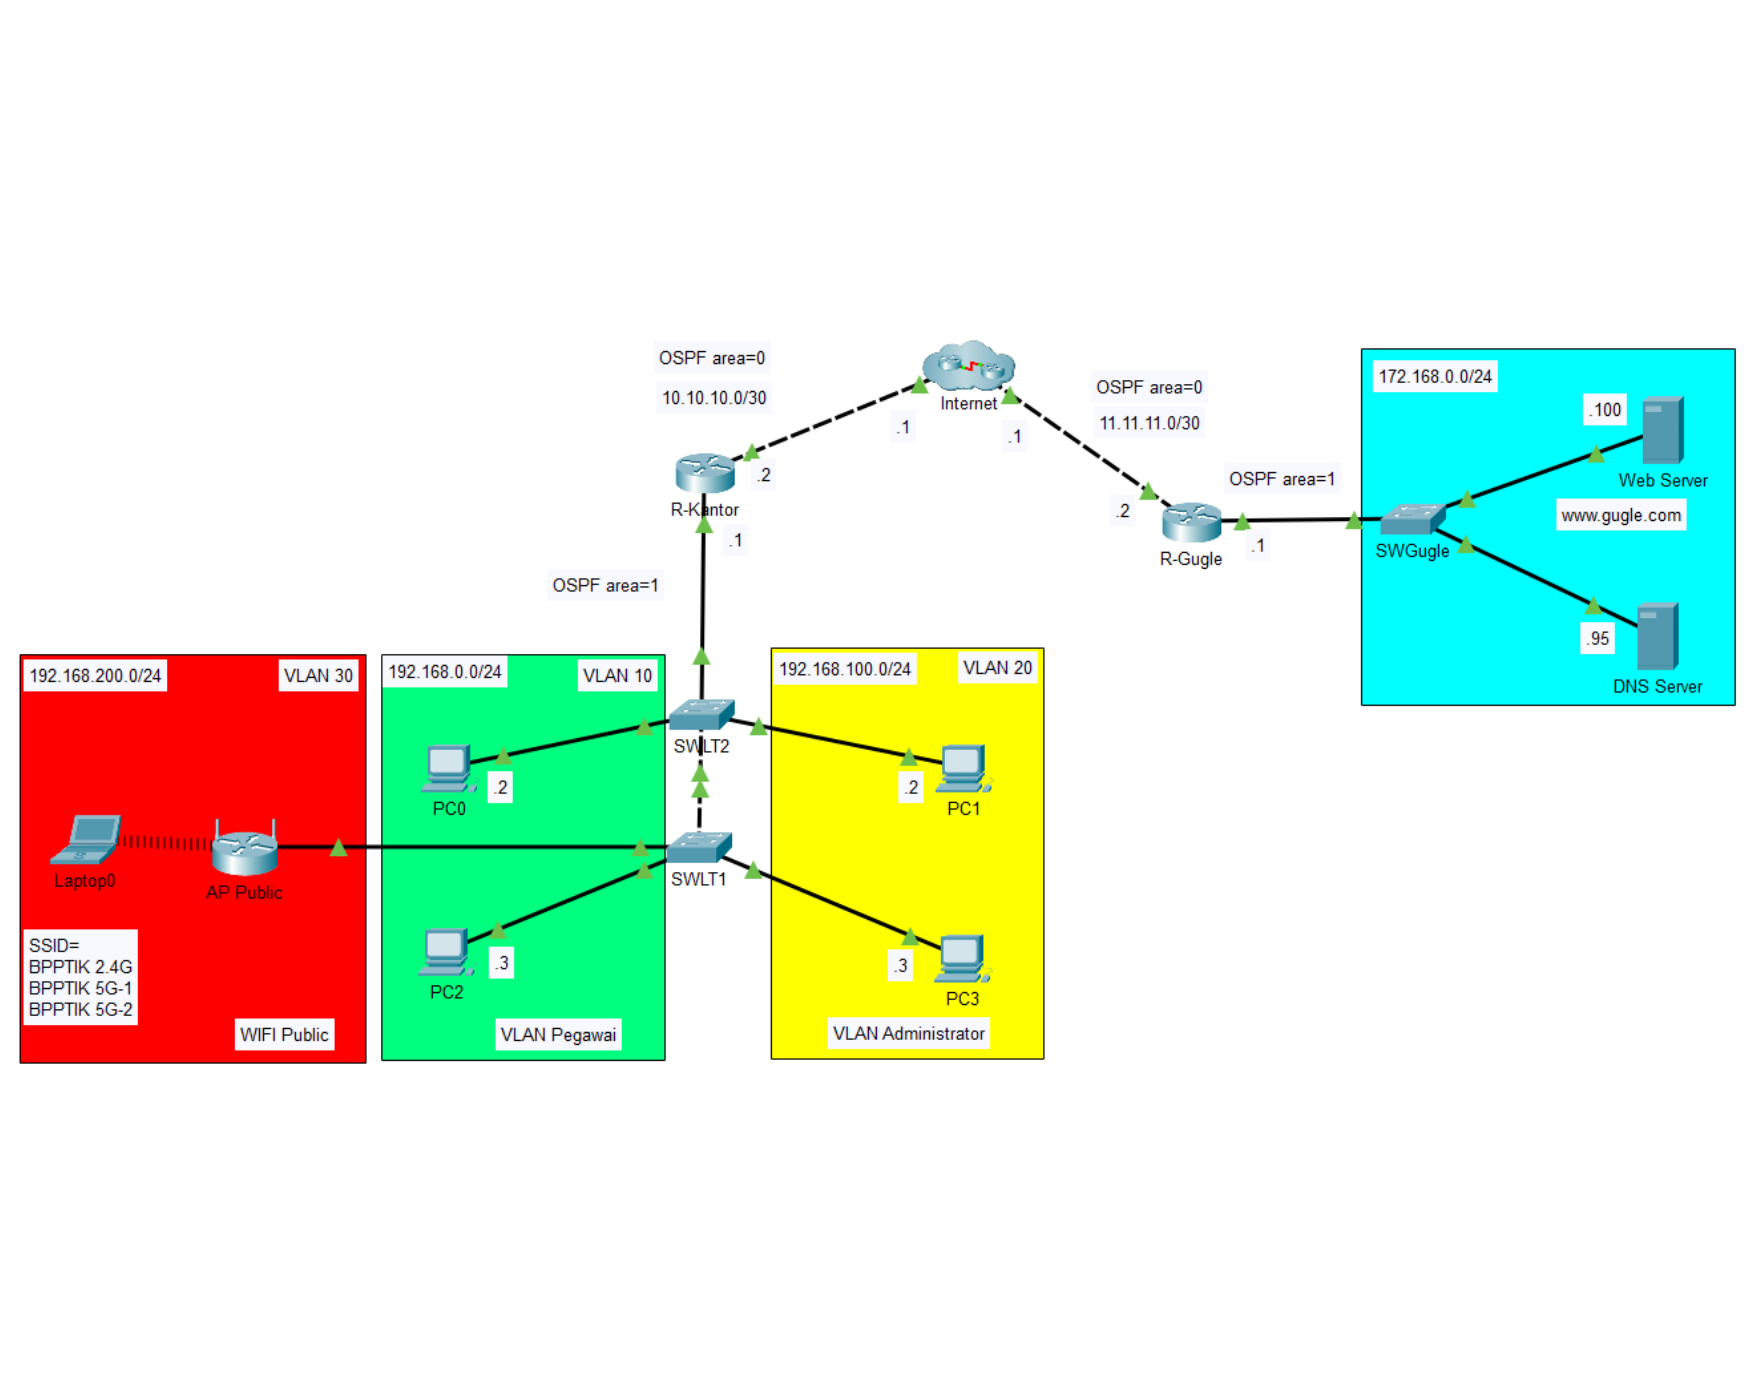 OSPF area=0
10.10.10.0/30
Internet
.1
.1
OSPF area=0
11.11.11.0/30
172.168.0.0/24
.100
Web Server
www.gugle.com
R-Kantor
.2
.1
.2
R-Gugle
OSPF area=1
.1
SWGugle
.95
DNS Server
OSPF area=1
192.168.200.0/24
VLAN 30
192.168.0.0/24
VLAN 10
192.168.100.0/24
VLAN 20
SWLT2
PC0
.2
.2
PC1
Laptop0
AP Public
SWLT1
SSID=
BPPTIK 2.4G
BPPTIK 5G-1
BPPTIK 5G-2
PC2
.3
.3
PC3
WIFI Public
VLAN Pegawai
VLAN Administrator